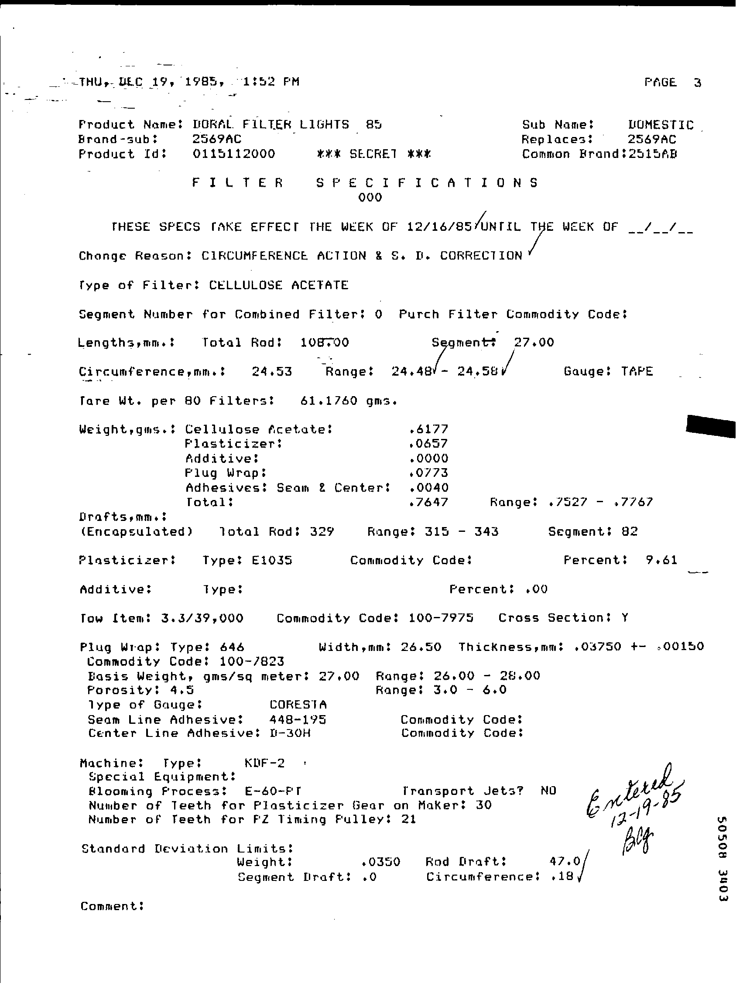 THU, DEC 19, 1985, 1:52 PM PAGE 3
Product Name: DORAL FILTER LIGHTS 85 Sub Name: DOMESTIC
Brand-sub: 2569AC Replaces: 2569AC
Product Id: 0115112000 *** SECRET *** Common Brand:2515AB
F I L T E R S P E C I F I C A T I O N S
000
THESE SPECS TAKE EFFECT THE WEEK OF 12/16/85 UNTIL THE WEEK OF __/__/__
Change Reason: CIRCUMFERENCE ACTION & S. D. CORRECTION
Type of Filter: CELLULOSE ACETATE
Segment Number for Combined Filter: 0 Purch Filter Commodity Code:
Lengths,mm.: Total Rod: 108.00 Segment: 27.00
Circumference,mm.: 24.53 Range: 24.48 - 24.58 Gauge: TAPE
Tare Wt. per 80 Filters: 61.1760 gms.
Weight,gms.: Cellulose Acetate: .6177
Plasticizer: .0657
Additive: .0000
Plug Wrap: .0773
Adhesives: Seam & Center: .0040
Total: .7647 Range: .7527 - .7767
Drafts,mm.:
(Encapsulated) Total Rod: 329 Range: 315 - 343 Segment: 82
Plasticizer: Type: E1035 Commodity Code: Percent: 9.61
Additive: Type: Percent: .00
Tow Item: 3.3/39,000 Commodity Code: 100-7975 Cross Section: Y
Plug Wrap: Type: 646 Width,mm: 26.50 Thickness,mm: .03750 +- .00150
Commodity Code: 100-7823
Basis Weight, gms/sq meter: 27.00 Range: 26.00 - 28.00
Porosity: 4.5 Range: 3.0 - 6.0
Type of Gauge: CORESTA
Seam Line Adhesive: 448-195 Commodity Code:
Center Line Adhesive: D-30H Commodity Code:
Machine: Type: KDF-2
Special Equipment:
Blooming Process: E-60-PT Transport Jets? NO
Number of Teeth for Plasticizer Gear on Maker: 30
Number of Teeth for PZ Timing Pulley: 21
Entered
12-19-85
Blg
Standard Deviation Limits:
Weight: .0350 Rod Draft: 47.0
Segment Draft: .0 Circumference: .18
Comment:
50508 3403